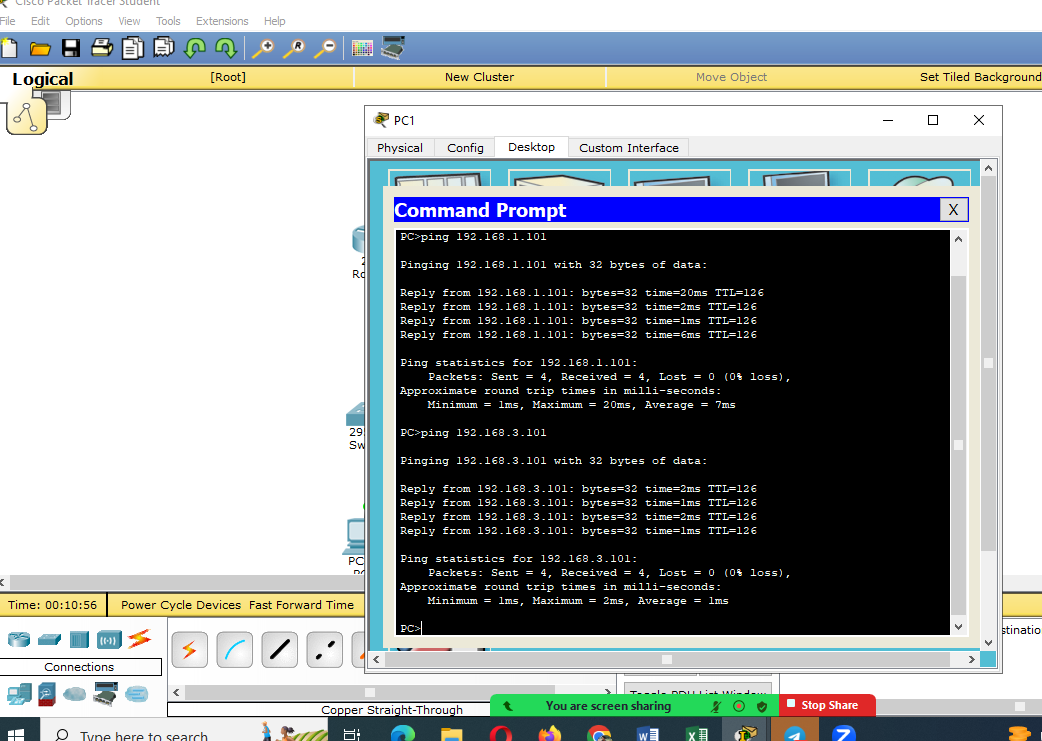 Cisco Packet Tracer Student
File Edit Options View Tools Extensions Help
Logical [Root] New Cluster Move Object Set Tiled Background
PC1
Physical Config Desktop Custom Interface
Command Prompt X
PC>ping 192.168.1.101
Pinging 192.168.1.101 with 32 bytes of data:
Reply from 192.168.1.101: bytes=32 time=20ms TTL=126
Reply from 192.168.1.101: bytes=32 time=2ms TTL=126
Reply from 192.168.1.101: bytes=32 time=1ms TTL=126
Reply from 192.168.1.101: bytes=32 time=6ms TTL=126
Ping statistics for 192.168.1.101:
Packets: Sent = 4, Received = 4, Lost = 0 (0% loss),
Approximate round trip times in milli-seconds:
Minimum = 1ms, Maximum = 20ms, Average = 7ms
PC>ping 192.168.3.101
Pinging 192.168.3.101 with 32 bytes of data:
Reply from 192.168.3.101: bytes=32 time=2ms TTL=126
Reply from 192.168.3.101: bytes=32 time=1ms TTL=126
Reply from 192.168.3.101: bytes=32 time=2ms TTL=126
Reply from 192.168.3.101: bytes=32 time=1ms TTL=126
Ping statistics for 192.168.3.101:
Packets: Sent = 4, Received = 4, Lost = 0 (0% loss),
Approximate round trip times in milli-seconds:
Minimum = 1ms, Maximum = 2ms, Average = 1ms
PC>
29
Sw
PC
Time: 00:10:56 Power Cycle Devices Fast Forward Time
stinatio
Connections
Toggle PDU List Window
Copper Straight-Through
You are screen sharing Stop Share
Type here to search